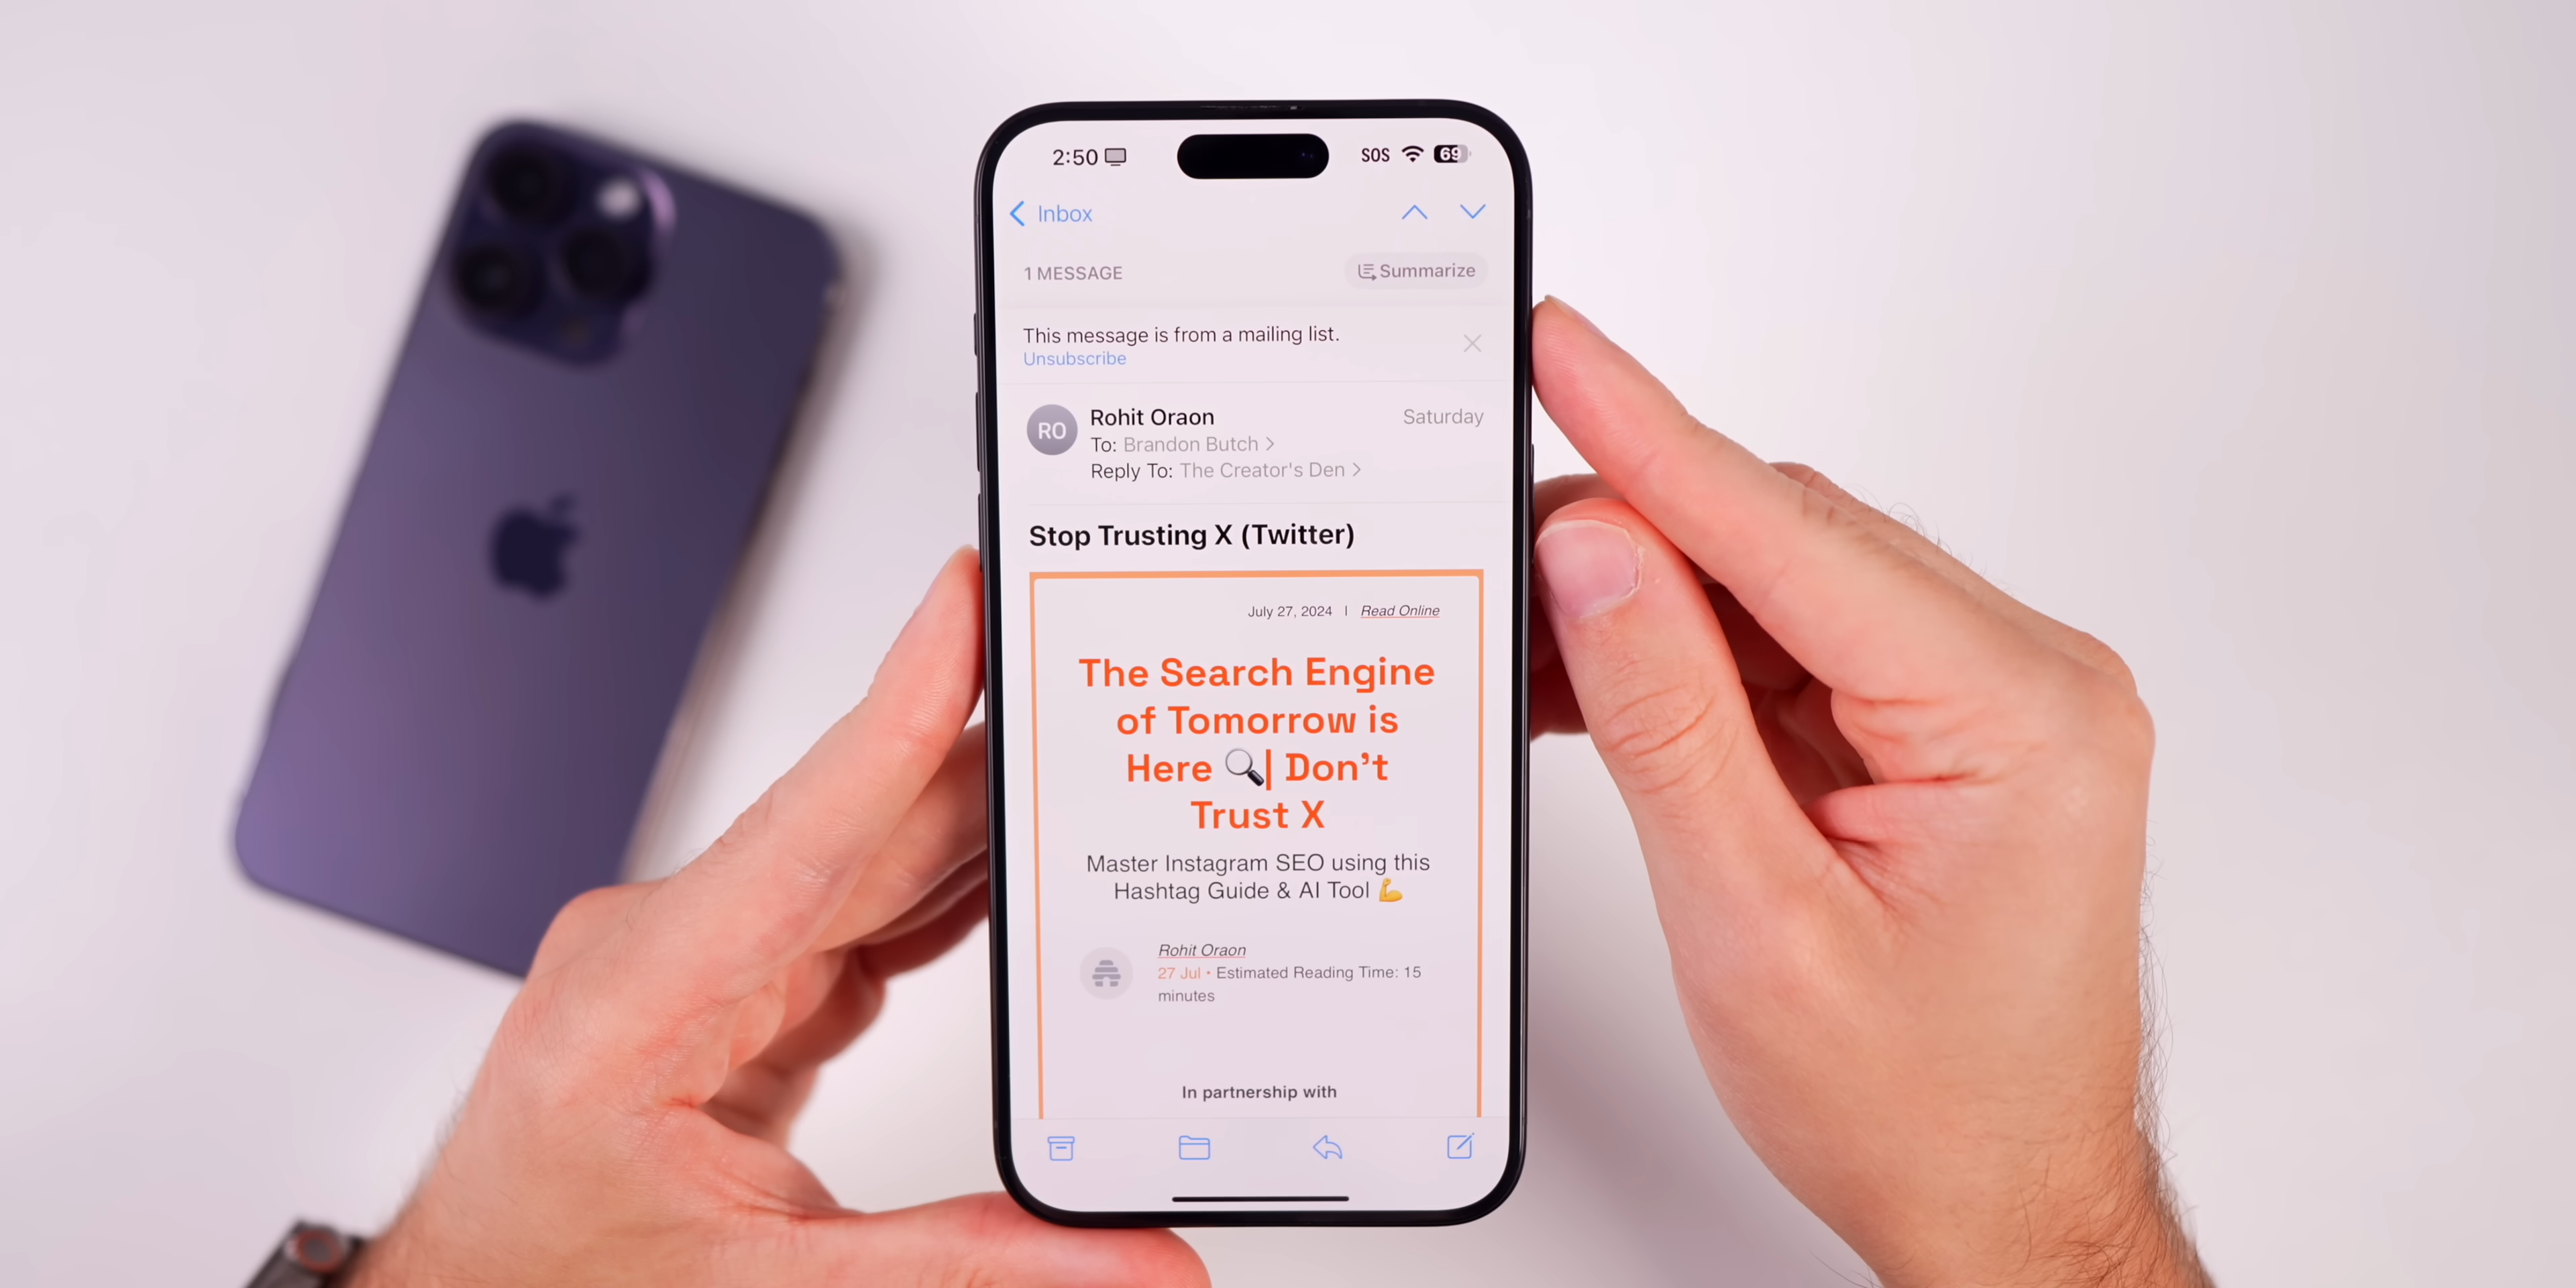 2:50 SOS 69
Inbox
1 MESSAGE Summarize
This message is from a mailing list.
Unsubscribe
RO Rohit Oraon Saturday
To: Brandon Butch >
Reply To: The Creator's Den >
Stop Trusting X (Twitter)
July 27, 2024 | Read Online
The Search Engine
of Tomorrow is
Here 🔍| Don't
Trust X
Master Instagram SEO using this
Hashtag Guide & AI Tool 💪
Rohit Oraon
27 Jul • Estimated Reading Time: 15
minutes
In partnership with